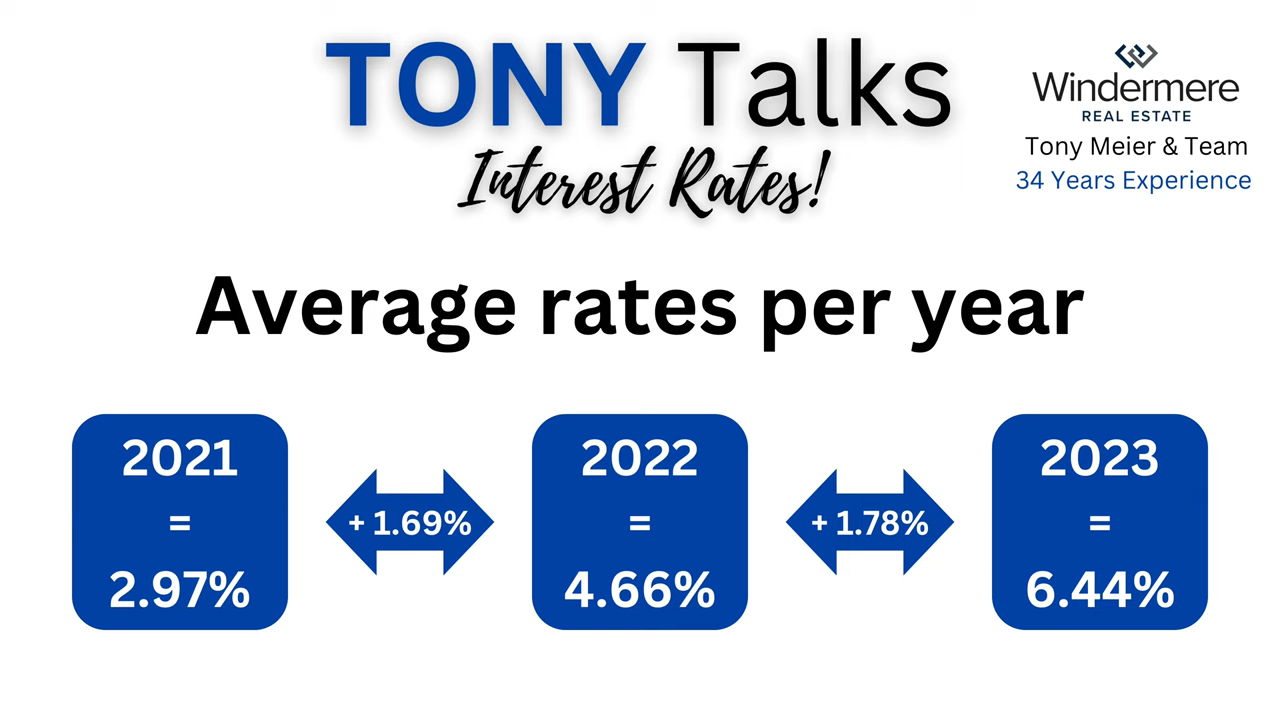 TONY Talks
Interest Rates!
Windermere
REAL ESTATE
Tony Meier & Team
34 Years Experience
Average rates per year
2021
=
2.97%
+ 1.69%
2022
=
4.66%
+ 1.78%
2023
=
6.44%